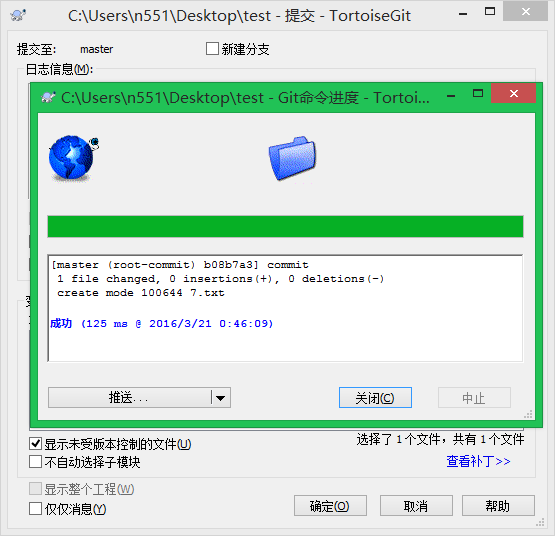 C:\Users\n551\Desktop\test - 提交 - TortoiseGit
提交至: master 新建分支
日志信息(M):
C:\Users\n551\Desktop\test - Git命令进度 - Tortoi...
[master (root-commit) b08b7a3] commit
1 file changed, 0 insertions(+), 0 deletions(-)
create mode 100644 7.txt
成功 (125 ms @ 2016/3/21 0:46:09)
推送... 关闭(C) 中止
显示未受版本控制的文件(U) 选择了 1 个文件，共有 1 个文件
不自动选择子模块 查看补丁>>
显示整个工程(W)
仅仅消息(Y) 确定(O) 取消 帮助